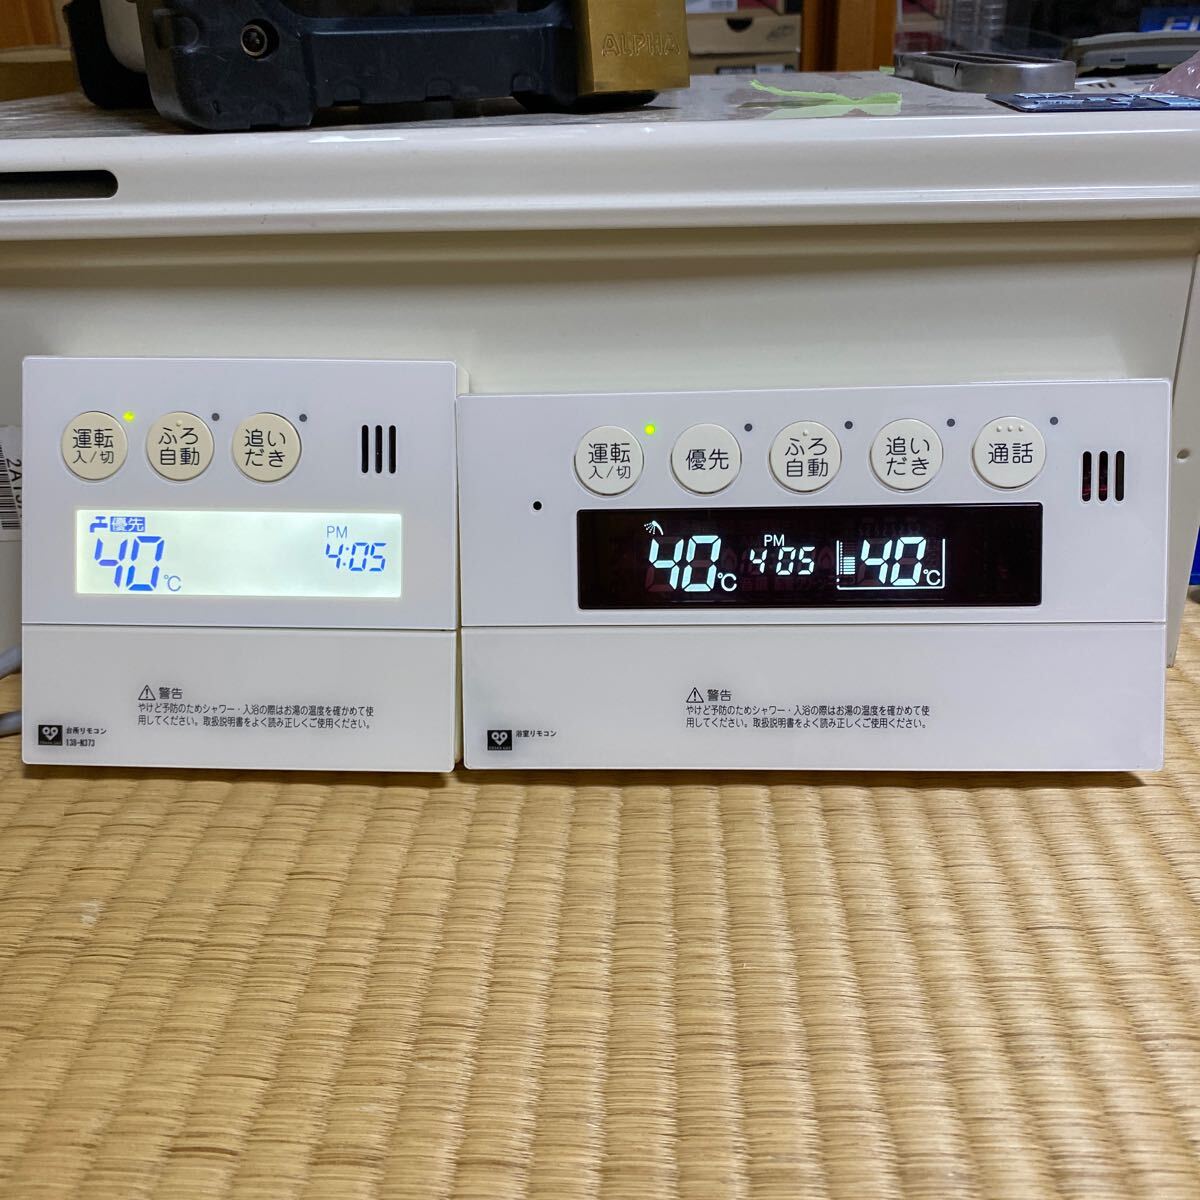 ALPHA
運転
入/切
ふろ
自動
追い
だき
優先
40℃
PM
4:05
警告
やけど予防のためシャワー・入浴の際はお湯の温度を確かめて使
用してください。取扱説明書をよく読み正しくご使用ください。
台所リモコン
138-N373
運転
入/切
優先
ふろ
自動
追い
だき
通話
40℃
PM
4:05
40℃
警告
やけど予防のためシャワー・入浴の際はお湯の温度を確かめて使
用してください。取扱説明書をよく読み正しくご使用ください。
浴室リモコン